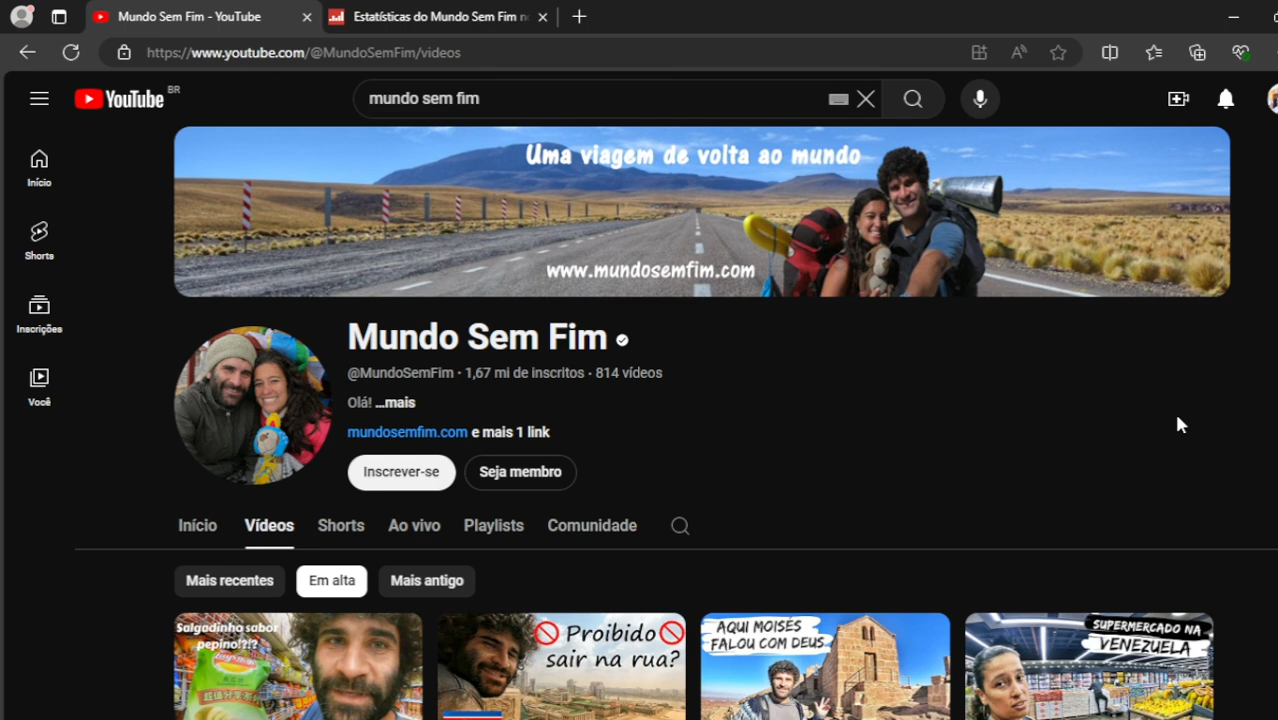 Mundo Sem Fim - YouTube
Estatísticas do Mundo Sem Fim n
https://www.youtube.com/@MundoSemFim/videos
YouTube BR
mundo sem fim
Início
Shorts
Inscrições
Você
Uma viagem de volta ao mundo
www.mundosemfim.com
Mundo Sem Fim
@MundoSemFim · 1,67 mi de inscritos · 814 vídeos
Olá! ...mais
mundosemfim.com e mais 1 link
Inscrever-se Seja membro
Início Vídeos Shorts Ao vivo Playlists Comunidade
Mais recentes Em alta Mais antigo
Salgadinho sabor
pepino!?!?
Proibido
sair na rua?
AQUI MOISÉS
FALOU COM DEUS
SUPERMERCADO NA
VENEZUELA